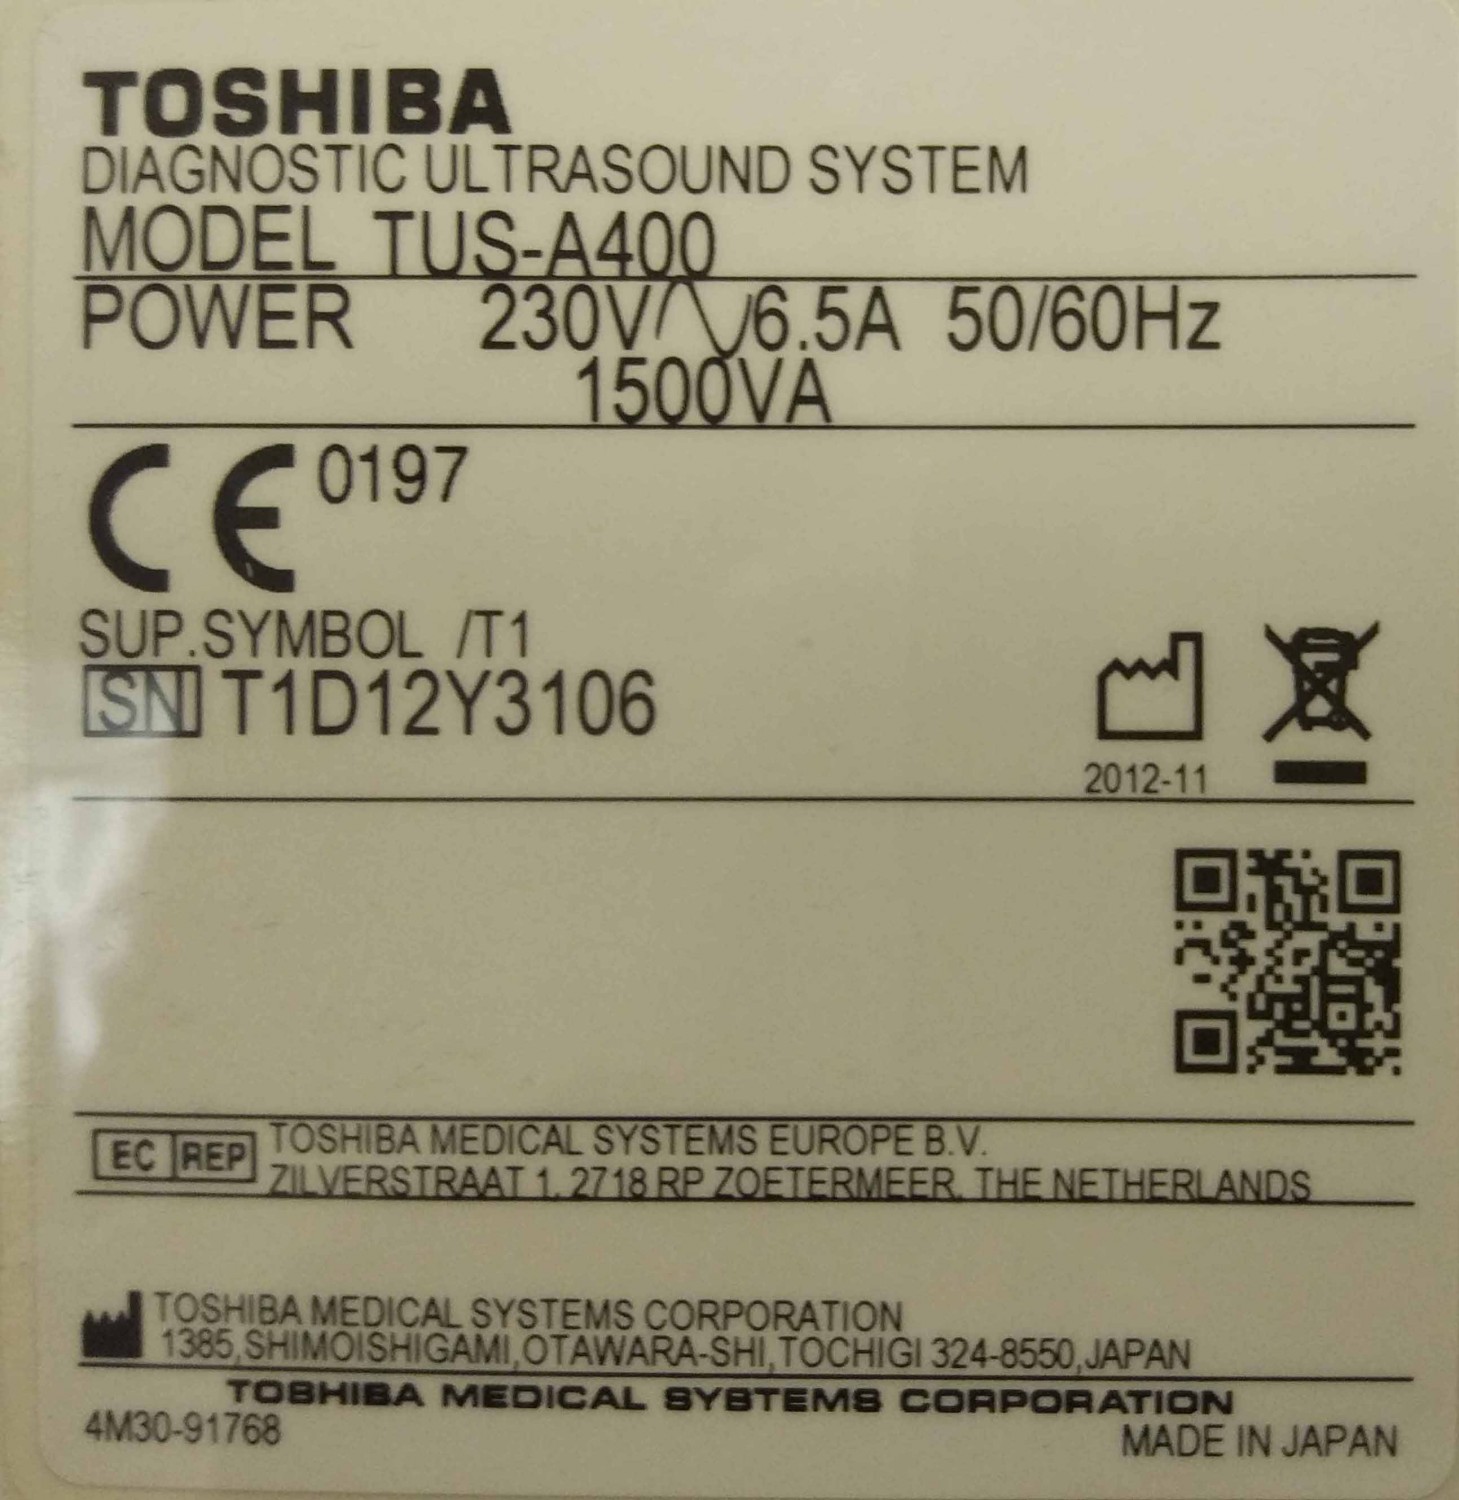 TOSHIBA
DIAGNOSTIC ULTRASOUND SYSTEM
MODEL TUS-A400
POWER 230V∿6.5A 50/60Hz
1500VA
CE 0197
SUP.SYMBOL /T1
SN T1D12Y3106
2012-11
EC REP TOSHIBA MEDICAL SYSTEMS EUROPE B.V.
ZILVERSTRAAT 1, 2718 RP ZOETERMEER, THE NETHERLANDS
TOSHIBA MEDICAL SYSTEMS CORPORATION
1385,SHIMOISHIGAMI,OTAWARA-SHI,TOCHIGI 324-8550,JAPAN
TOSHIBA MEDICAL SYSTEMS CORPORATION
4M30-91768
MADE IN JAPAN